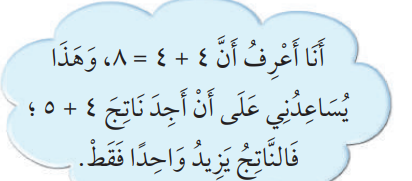 أَنَا أَعْرِفُ أَنَّ ٤ + ٤ = ٨، وَهَذَا
يُسَاعِدُنِي عَلَى أَنْ أَجِدَ نَاتِجَ ٤ + ٥ ؛
فَالنَّاتِجُ يَزِيدُ وَاحِدًا فَقَطْ.